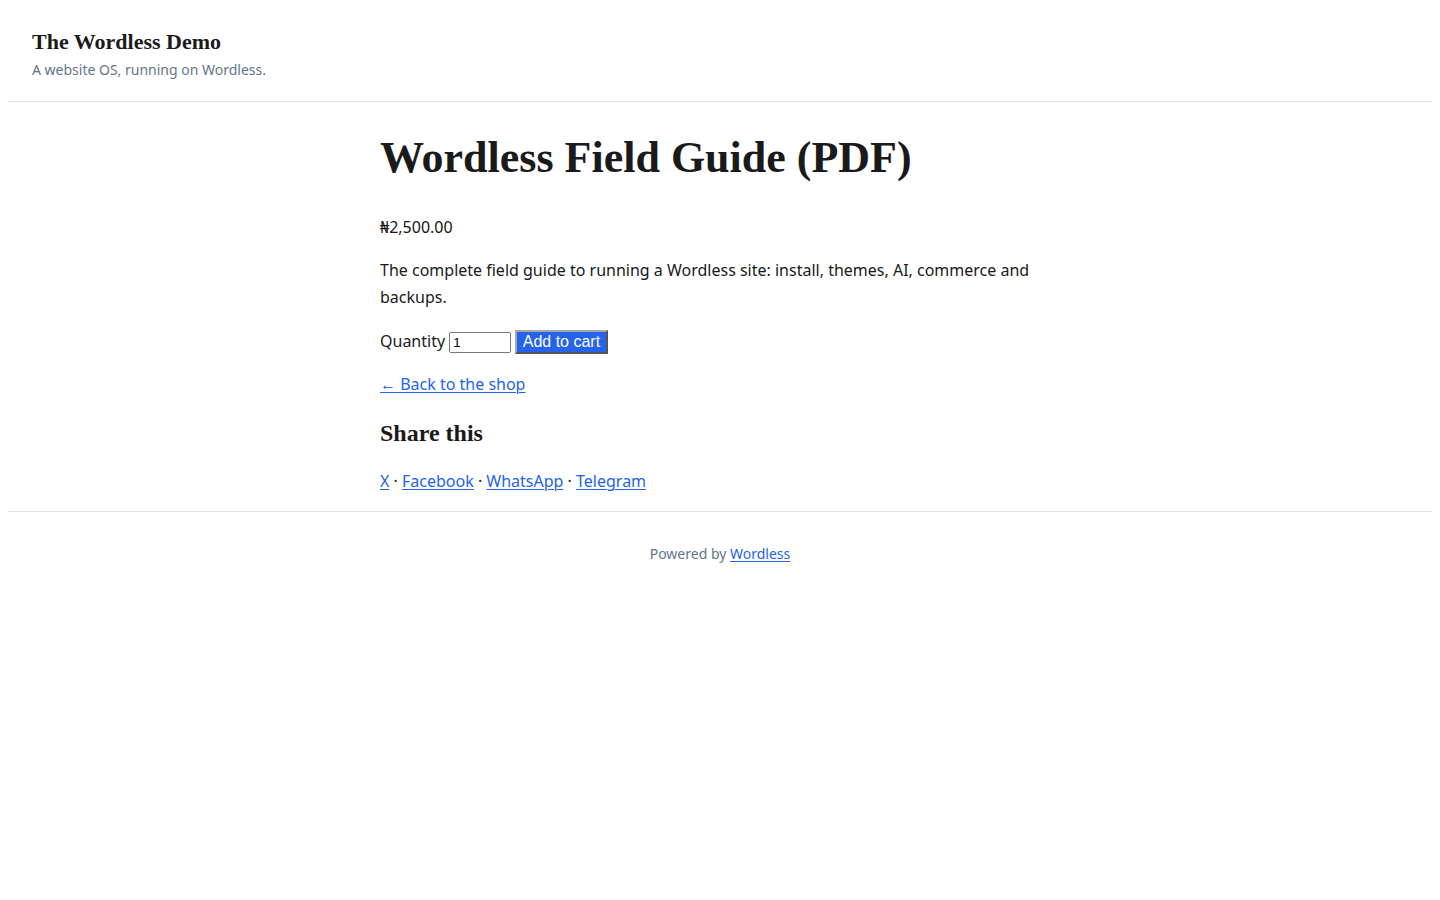 The Wordless Demo
A website OS, running on Wordless.
Wordless Field Guide (PDF)
₦2,500.00
The complete field guide to running a Wordless site: install, themes, AI, commerce and
backups.
Quantity 1 Add to cart
← Back to the shop
Share this
X · Facebook · WhatsApp · Telegram
Powered by Wordless